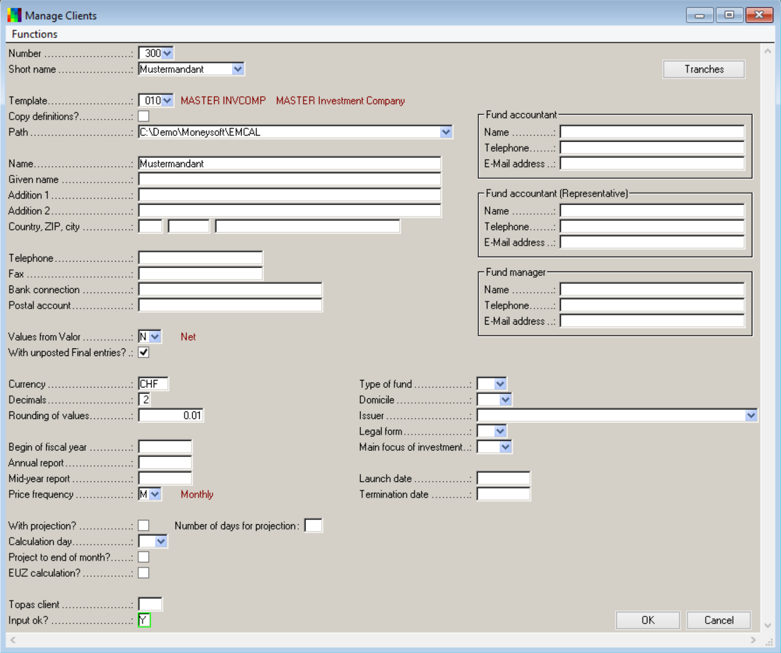 Manage Clients
Functions
Number ......................: 300
Short name ...................: Mustermandant
Tranches
Template.....................: 010 MASTER INVCOMP MASTER Investment Company
Copy definitions?..............:
Path ..........................: C:\Demo\Moneysoft\EMCAL
Fund accountant
Name ..........:
Telephone......:
E-Mail address ..:
Name.........................: Mustermandant
Given name ..................:
Addition 1.....................:
Addition 2.....................:
Country, ZIP, city .............:
Fund accountant (Representative)
Name ..........:
Telephone......:
E-Mail address ..:
Telephone ...................:
Fax ..........................:
Bank connection .............:
Postal account................:
Fund manager
Name ..........:
Telephone......:
E-Mail address ..:
Values from Valor .............: N Net
With unposted Final entries? .:
Currency .....................: CHF
Decimals .....................: 2
Rounding of values...........: 0.01
Type of fund ...............:
Domicile ...................:
Issuer .....................:
Legal form..................:
Main focus of investment..:
Begin of fiscal year ...........:
Annual report.................:
Mid-year report ...............:
Price frequency ..............: M Monthly
Launch date ...............:
Termination date ..........:
With projection? ..............: Number of days for projection :
Calculation day...............:
Project to end of month?.....:
EUZ calculation? .............:
Topas client ..................:
Input ok? .....................: Y
OK Cancel